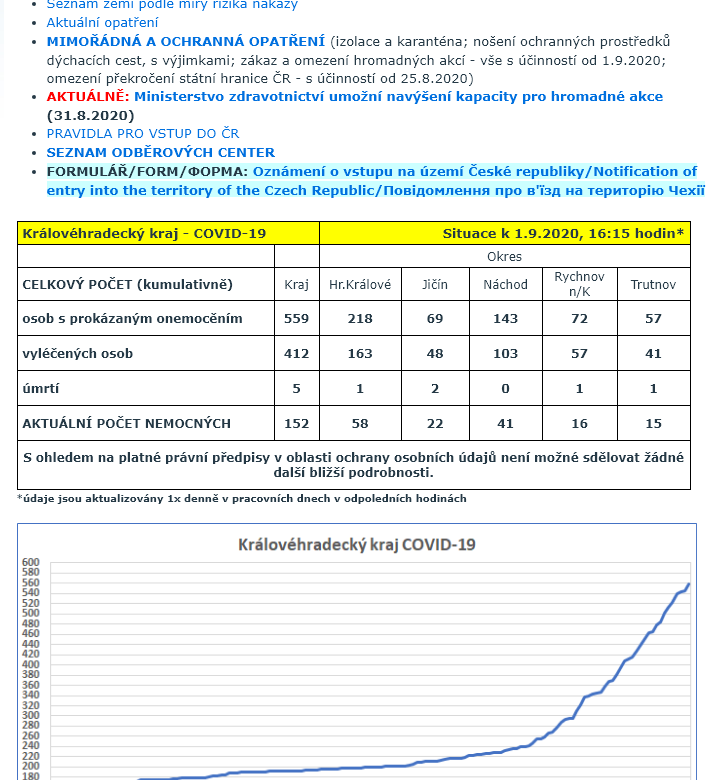 Seznam zemí podle míry rizika nákazy
Aktuální opatření
MIMOŘÁDNÁ A OCHRANNÁ OPATŘENÍ (izolace a karanténa; nošení ochranných prostředků
dýchacích cest, s výjimkami; zákaz a omezení hromadných akcí - vše s účinností od 1.9.2020;
omezení překročení státní hranice ČR - s účinností od 25.8.2020)
AKTUÁLNĚ: Ministerstvo zdravotnictví umožní navýšení kapacity pro hromadné akce
(31.8.2020)
PRAVIDLA PRO VSTUP DO ČR
SEZNAM ODBĚROVÝCH CENTER
FORMULÁŘ/FORM/ФОРМА: Oznámení o vstupu na území České republiky/Notification of
entry into the territory of the Czech Republic/Повідомлення про в'їзд на територію Чехії
Královéhradecký kraj - COVID-19 Situace k 1.9.2020, 16:15 hodin*
Okres
CELKOVÝ POČET (kumulativně) Kraj Hr.Králové Jičín Náchod Rychnov n/K Trutnov
osob s prokázaným onemocěním 559 218 69 143 72 57
vyléčených osob 412 163 48 103 57 41
úmrtí 5 1 2 0 1 1
AKTUÁLNÍ POČET NEMOCNÝCH 152 58 22 41 16 15
S ohledem na platné právní předpisy v oblasti ochrany osobních údajů není možné sdělovat žádné
další bližší podrobnosti.
*údaje jsou aktualizovány 1x denně v pracovních dnech v odpoledních hodinách
Královéhradecký kraj COVID-19
600
580
560
540
520
500
480
460
440
420
400
380
360
340
320
300
280
260
240
220
200
180